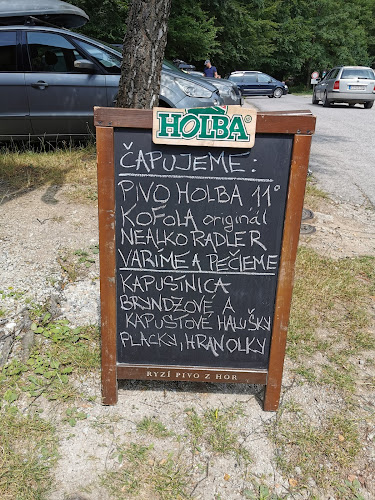 HOLBA®
ČAPUJEME:
PIVO HOLBA 11°
KOFOLA originál
NEALKO RADLER
VARÍME A PEČIEME
KAPUSTNICA
BRYNDZOVÉ A
KAPUSTOVÉ HALUŠKY
PLACKY, HRANOLKY
RYZÍ PIVO Z HOR